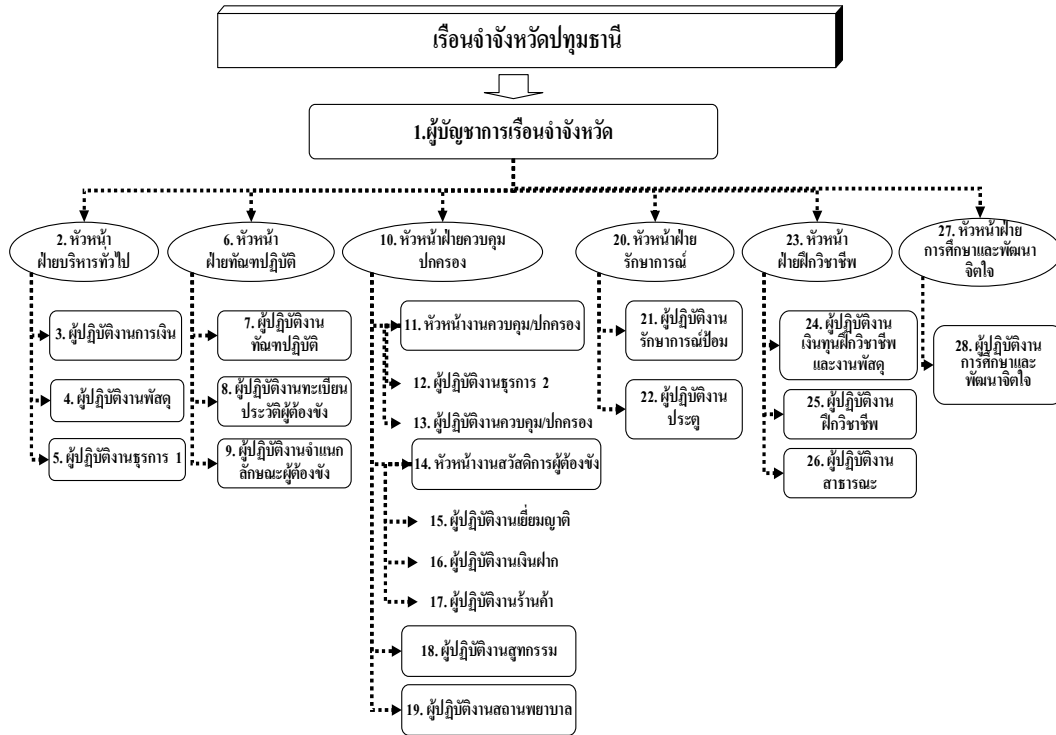 เรือนจำจังหวัดปทุมธานี
1.ผู้บัญชาการเรือนจำจังหวัด
2. หัวหน้า
ฝ่ายบริหารทั่วไป
3. ผู้ปฏิบัติงานการเงิน
4. ผู้ปฏิบัติงานพัสดุ
5. ผู้ปฏิบัติงานธุรการ 1
6. หัวหน้า
ฝ่ายทัณฑปฏิบัติ
7. ผู้ปฏิบัติงาน
ทัณฑปฏิบัติ
8. ผู้ปฏิบัติงานทะเบียน
ประวัติผู้ต้องขัง
9. ผู้ปฏิบัติงานจำแนก
ลักษณะผู้ต้องขัง
10. หัวหน้าฝ่ายควบคุม
ปกครอง
11. หัวหน้างานควบคุม/ปกครอง
12. ผู้ปฏิบัติงานธุรการ 2
13. ผู้ปฏิบัติงานควบคุม/ปกครอง
14. หัวหน้างานสวัสดิการผู้ต้องขัง
15. ผู้ปฏิบัติงานเยี่ยมญาติ
16. ผู้ปฏิบัติงานเงินฝาก
17. ผู้ปฏิบัติงานร้านค้า
18. ผู้ปฏิบัติงานสูทกรรม
19. ผู้ปฏิบัติงานสถานพยาบาล
20. หัวหน้าฝ่าย
รักษาการณ์
21. ผู้ปฏิบัติงาน
รักษาการณ์ป้อม
22. ผู้ปฏิบัติงาน
ประตู
23. หัวหน้า
ฝ่ายฝึกวิชาชีพ
24. ผู้ปฏิบัติงาน
เงินทุนฝึกวิชาชีพ
และงานพัสดุ
25. ผู้ปฏิบัติงาน
ฝึกวิชาชีพ
26. ผู้ปฏิบัติงาน
สาธารณะ
27. หัวหน้าฝ่าย
การศึกษาและพัฒนา
จิตใจ
28. ผู้ปฏิบัติงาน
การศึกษาและ
พัฒนาจิตใจ